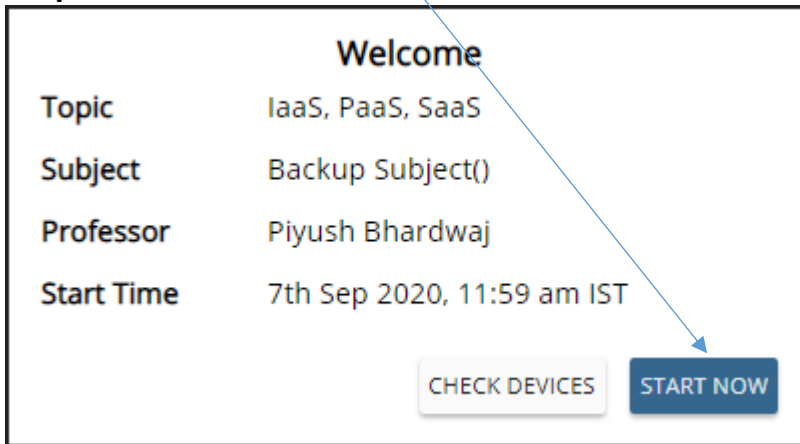 Welcome
Topic IaaS, PaaS, SaaS
Subject Backup Subject()
Professor Piyush Bhardwaj
Start Time 7th Sep 2020, 11:59 am IST
CHECK DEVICES START NOW